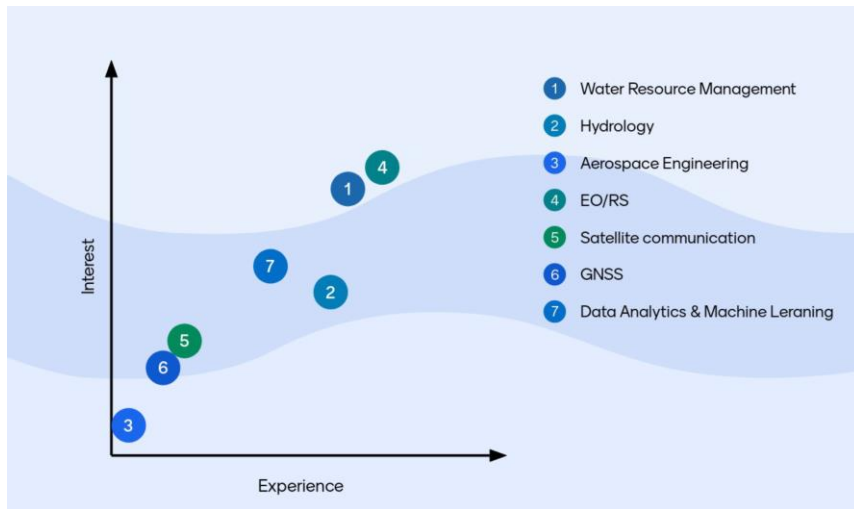 1 Water Resource Management
2 Hydrology
3 Aerospace Engineering
4 EO/RS
5 Satellite communication
6 GNSS
7 Data Analytics & Machine Leraning
Interest
4
1
7
2
5
6
3
Experience